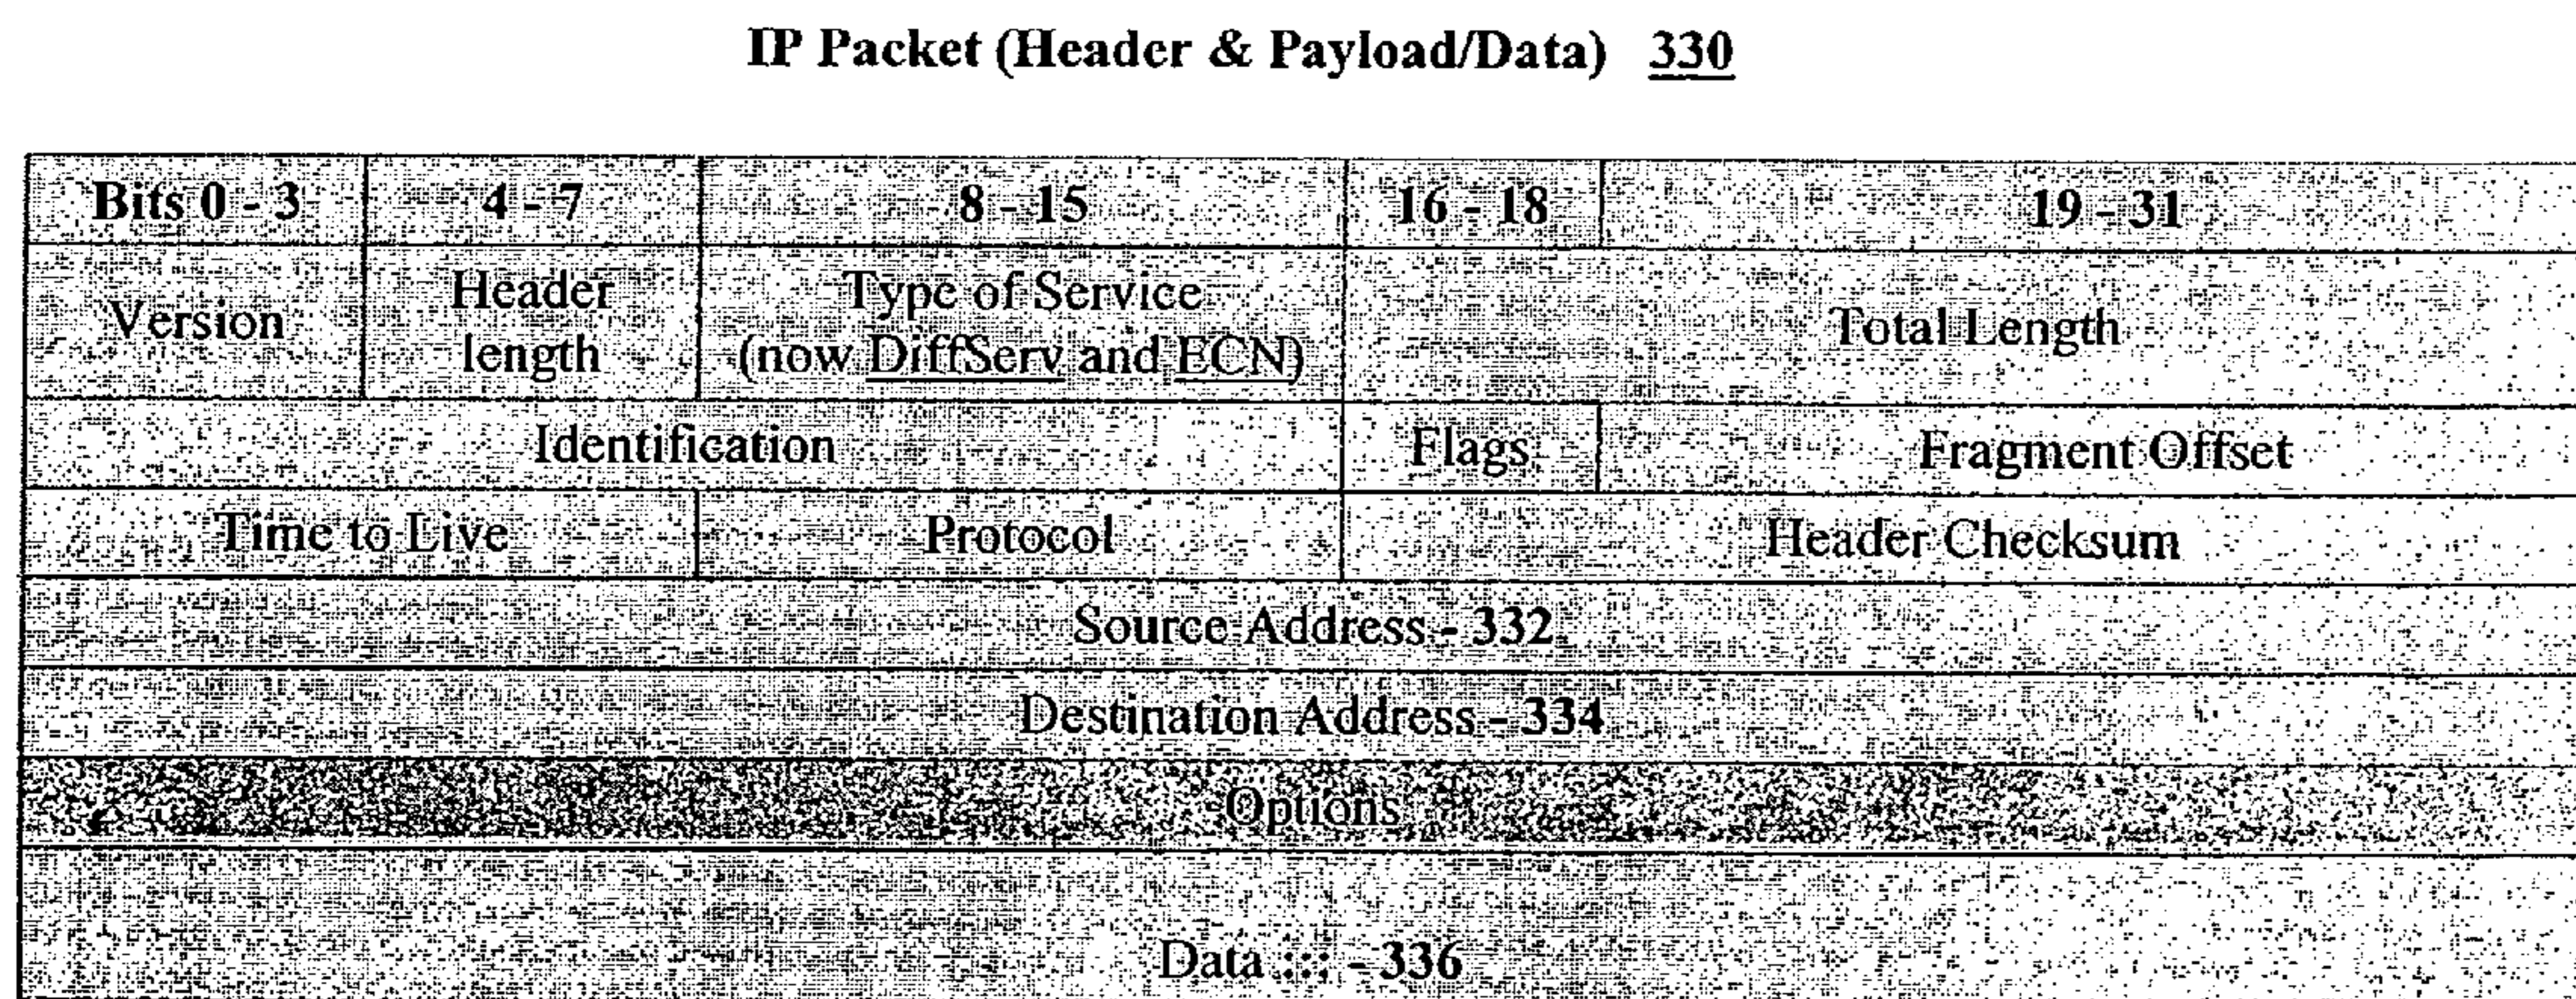 IP Packet (Header & Payload/Data) 330
Bits 0 - 3 4 - 7 8 - 15 16 - 18 19 - 31
Version Header length Type of Service (now DiffServ and ECN) Total Length
Identification Flags Fragment Offset
Time to Live Protocol Header Checksum
Source Address - 332
Destination Address - 334
Options
Data ::: - 336